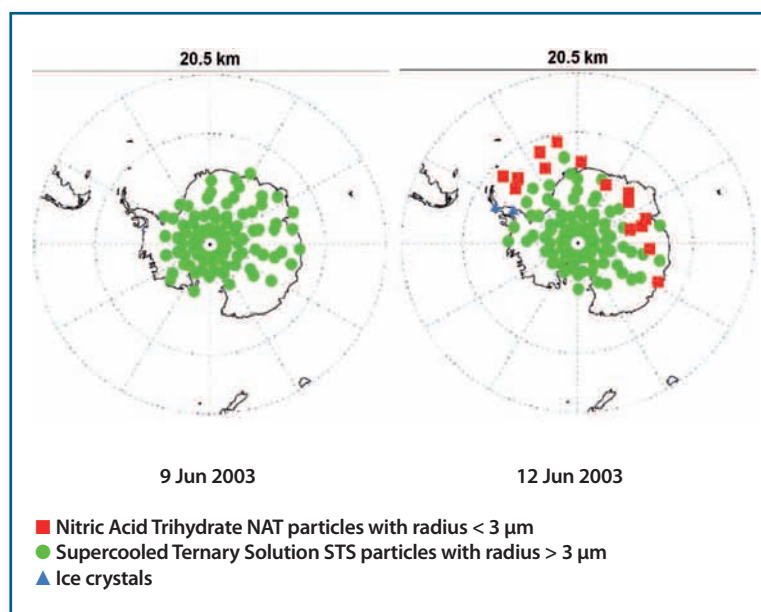 20.5 km
20.5 km
9 Jun 2003
12 Jun 2003
Nitric Acid Trihydrate NAT particles with radius < 3 μm
Supercooled Ternary Solution STS particles with radius > 3 μm
Ice crystals